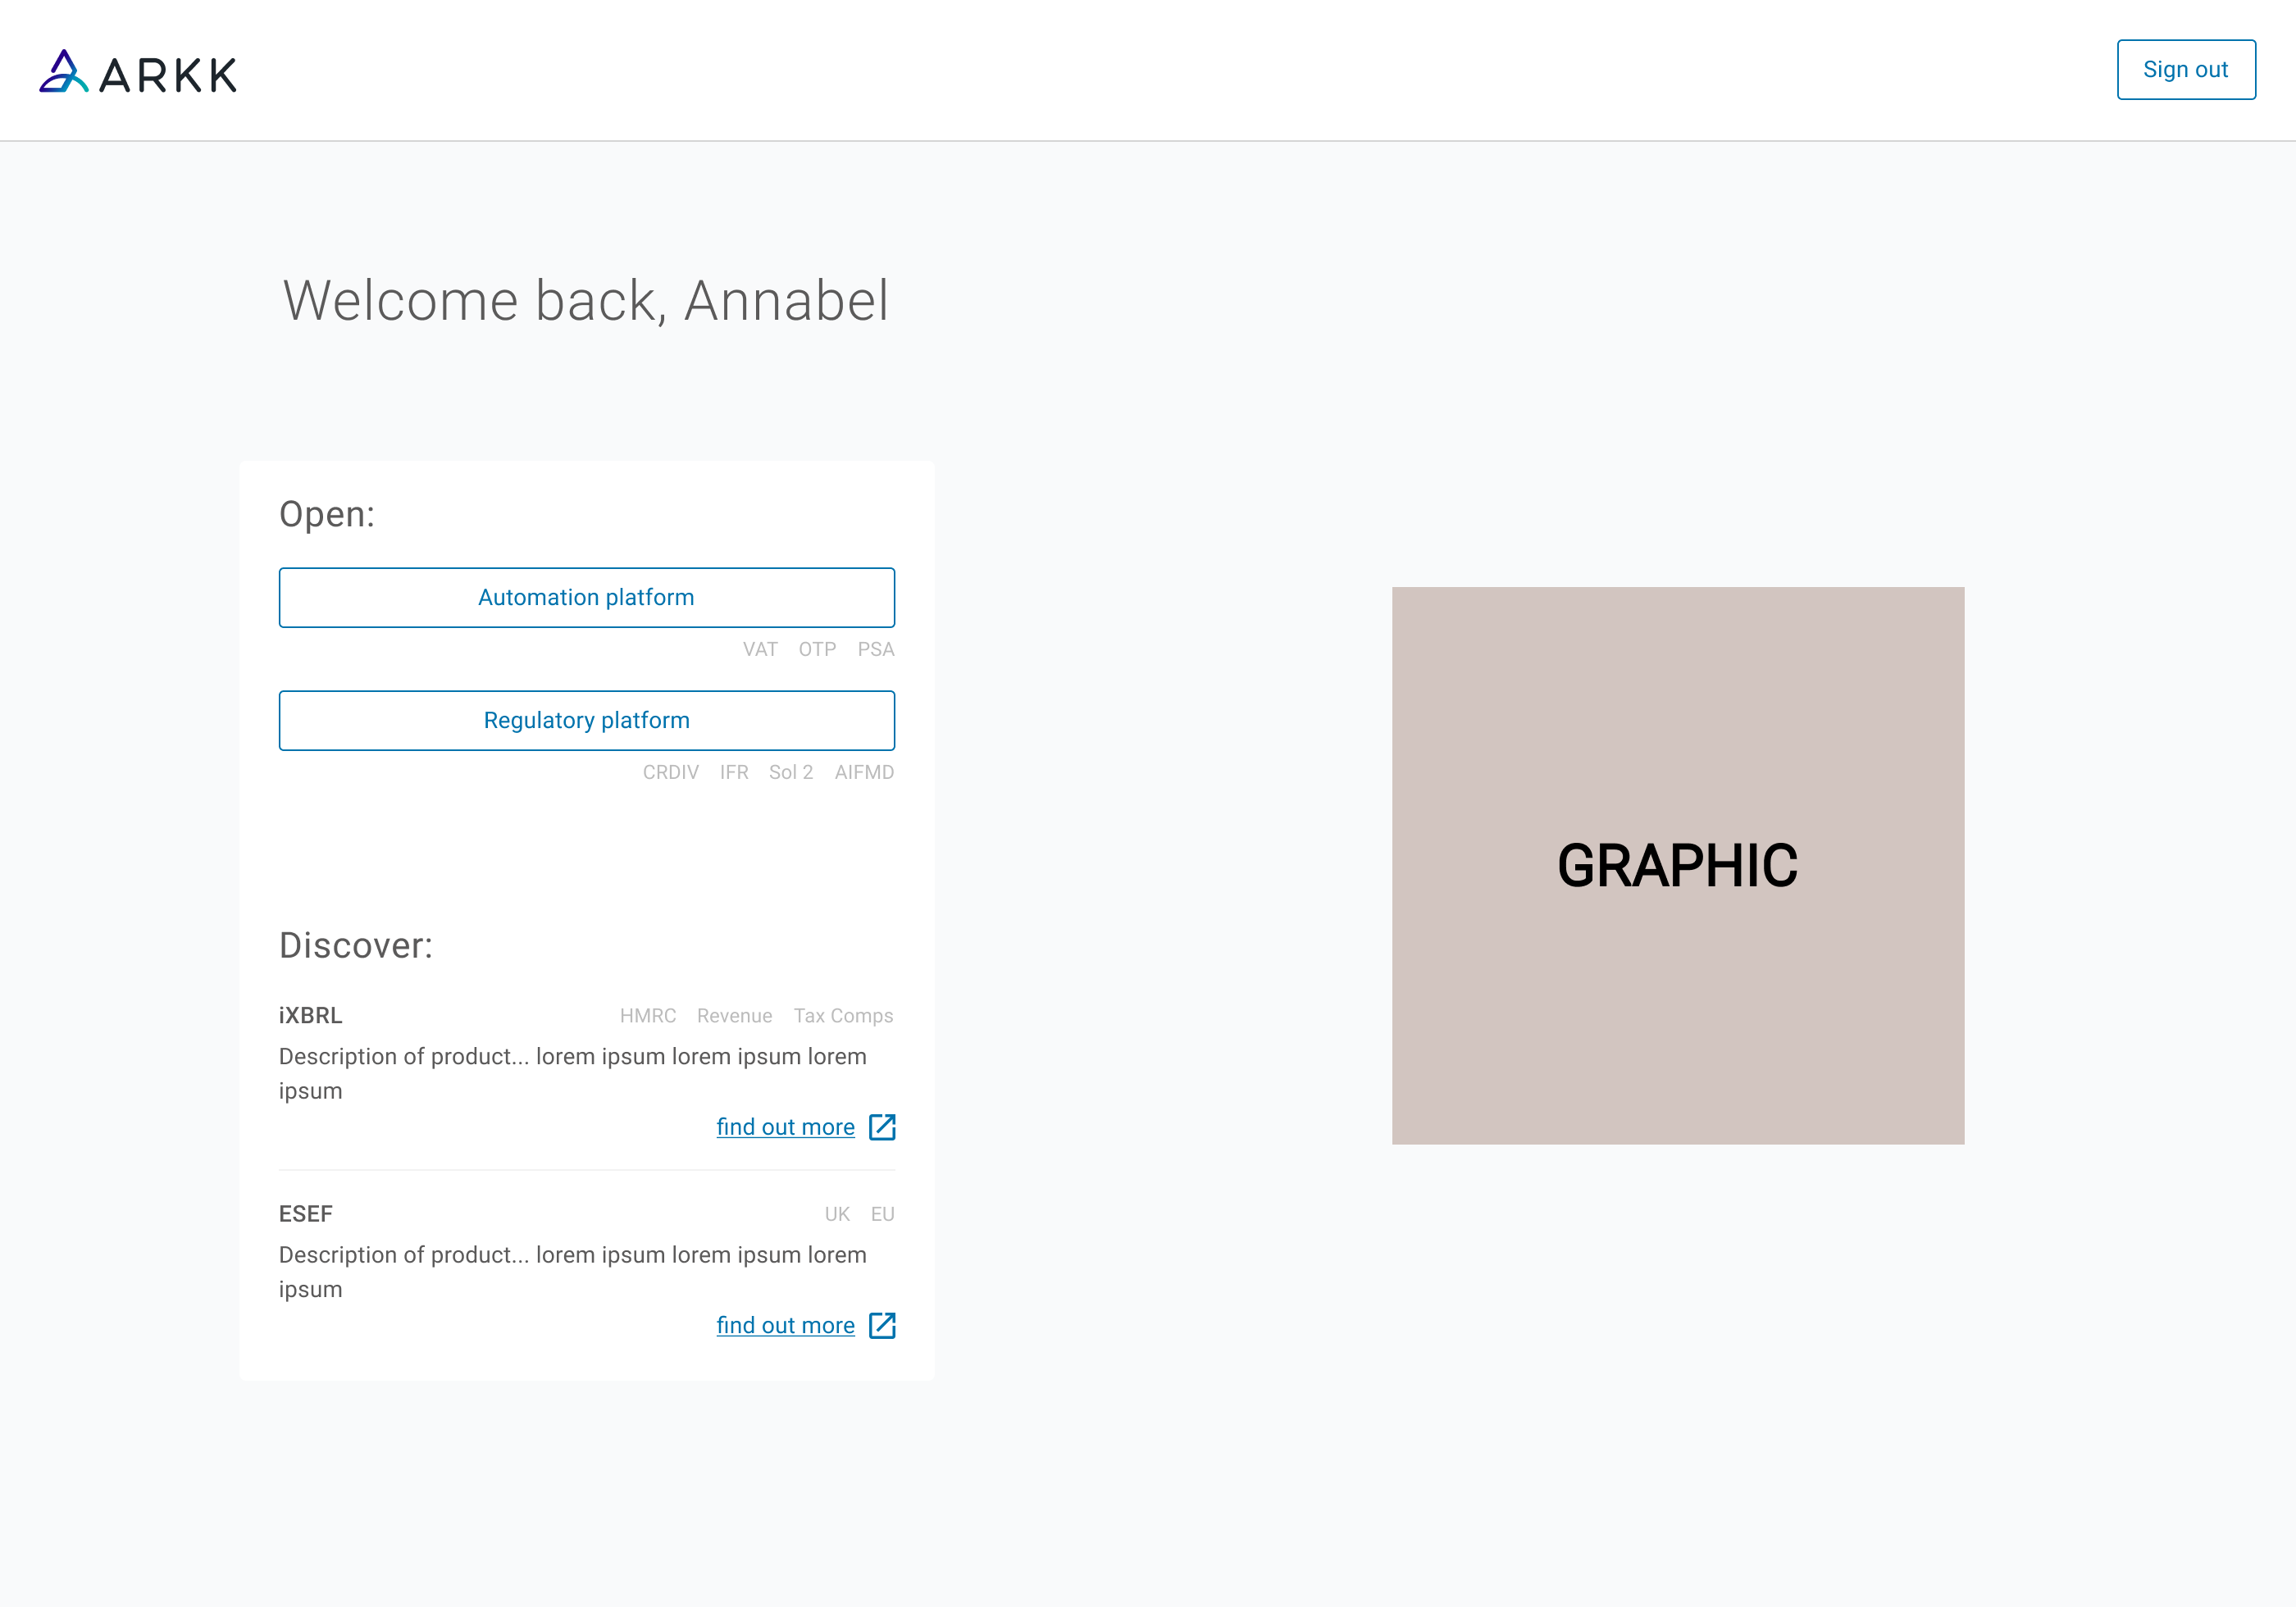 ARKK
Sign out
Welcome back, Annabel
Open:
Automation platform
VAT OTP PSA
Regulatory platform
CRDIV IFR Sol 2 AIFMD
Discover:
iXBRL HMRC Revenue Tax Comps
Description of product... lorem ipsum lorem ipsum lorem
ipsum
find out more
ESEF UK EU
Description of product... lorem ipsum lorem ipsum lorem
ipsum
find out more
GRAPHIC